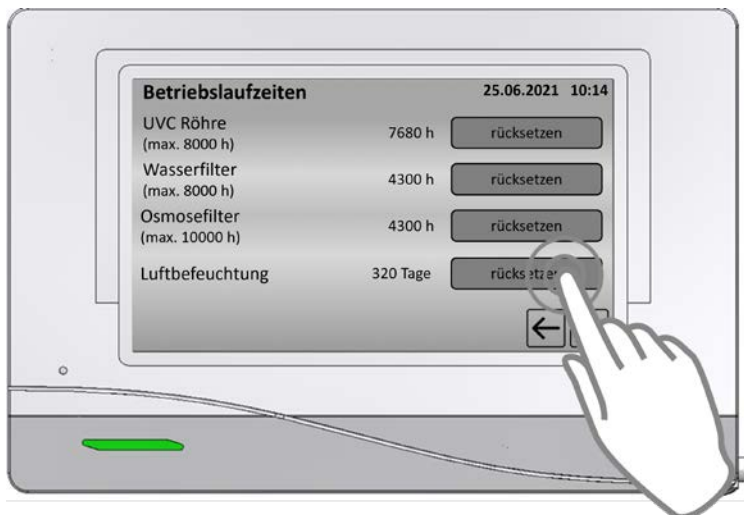 Betriebslaufzeiten 25.06.2021 10:14
UVC Röhre
(max. 8000 h) 7680 h rücksetzen
Wasserfilter
(max. 8000 h) 4300 h rücksetzen
Osmosefilter
(max. 10000 h) 4300 h rücksetzen
Luftbefeuchtung 320 Tage rücksetzen